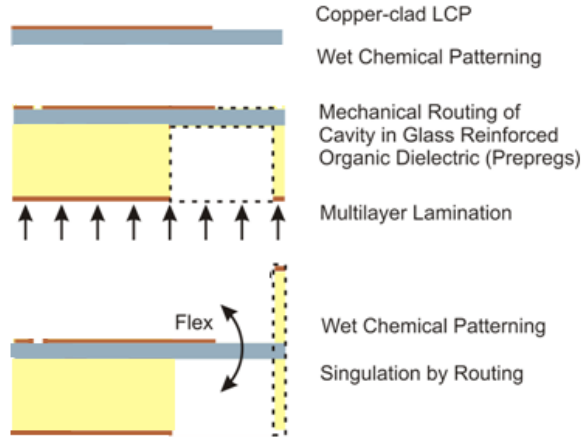 Copper-clad LCP
Wet Chemical Patterning
Mechanical Routing of
Cavity in Glass Reinforced
Organic Dielectric (Prepregs)
Multilayer Lamination
Flex
Wet Chemical Patterning
Singulation by Routing